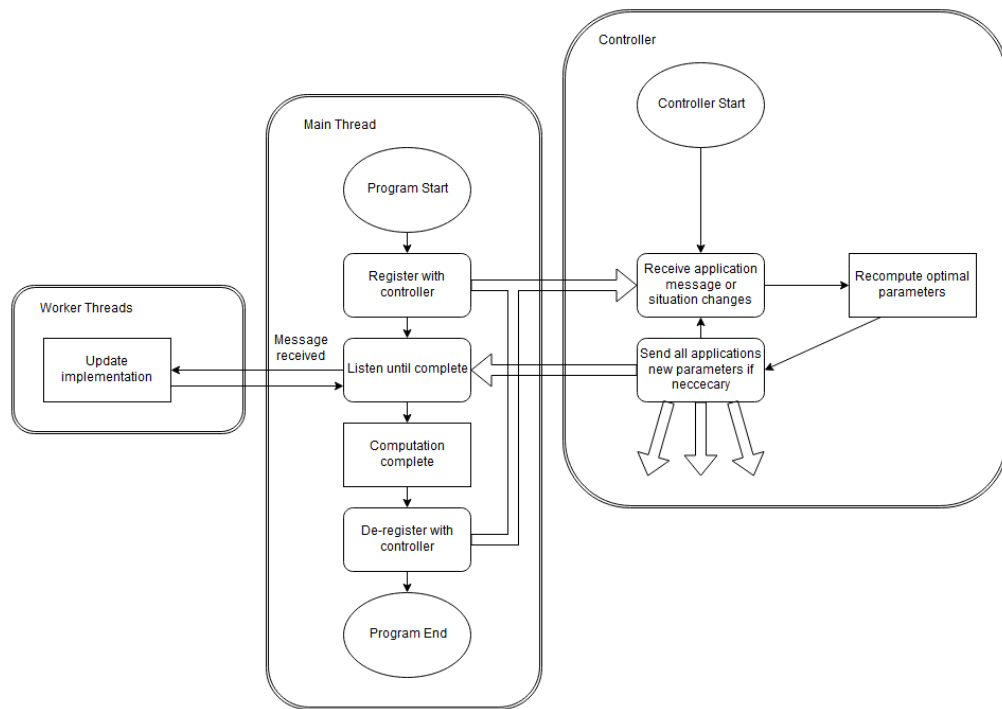 Controller
Controller Start
Main Thread
Program Start
Register with
controller
Receive application
message or
situation changes
Recompute optimal
parameters
Worker Threads
Update
implementation
Message
received
Listen until complete
Send all applications
new parameters if
neccecary
Computation
complete
De-register with
controller
Program End